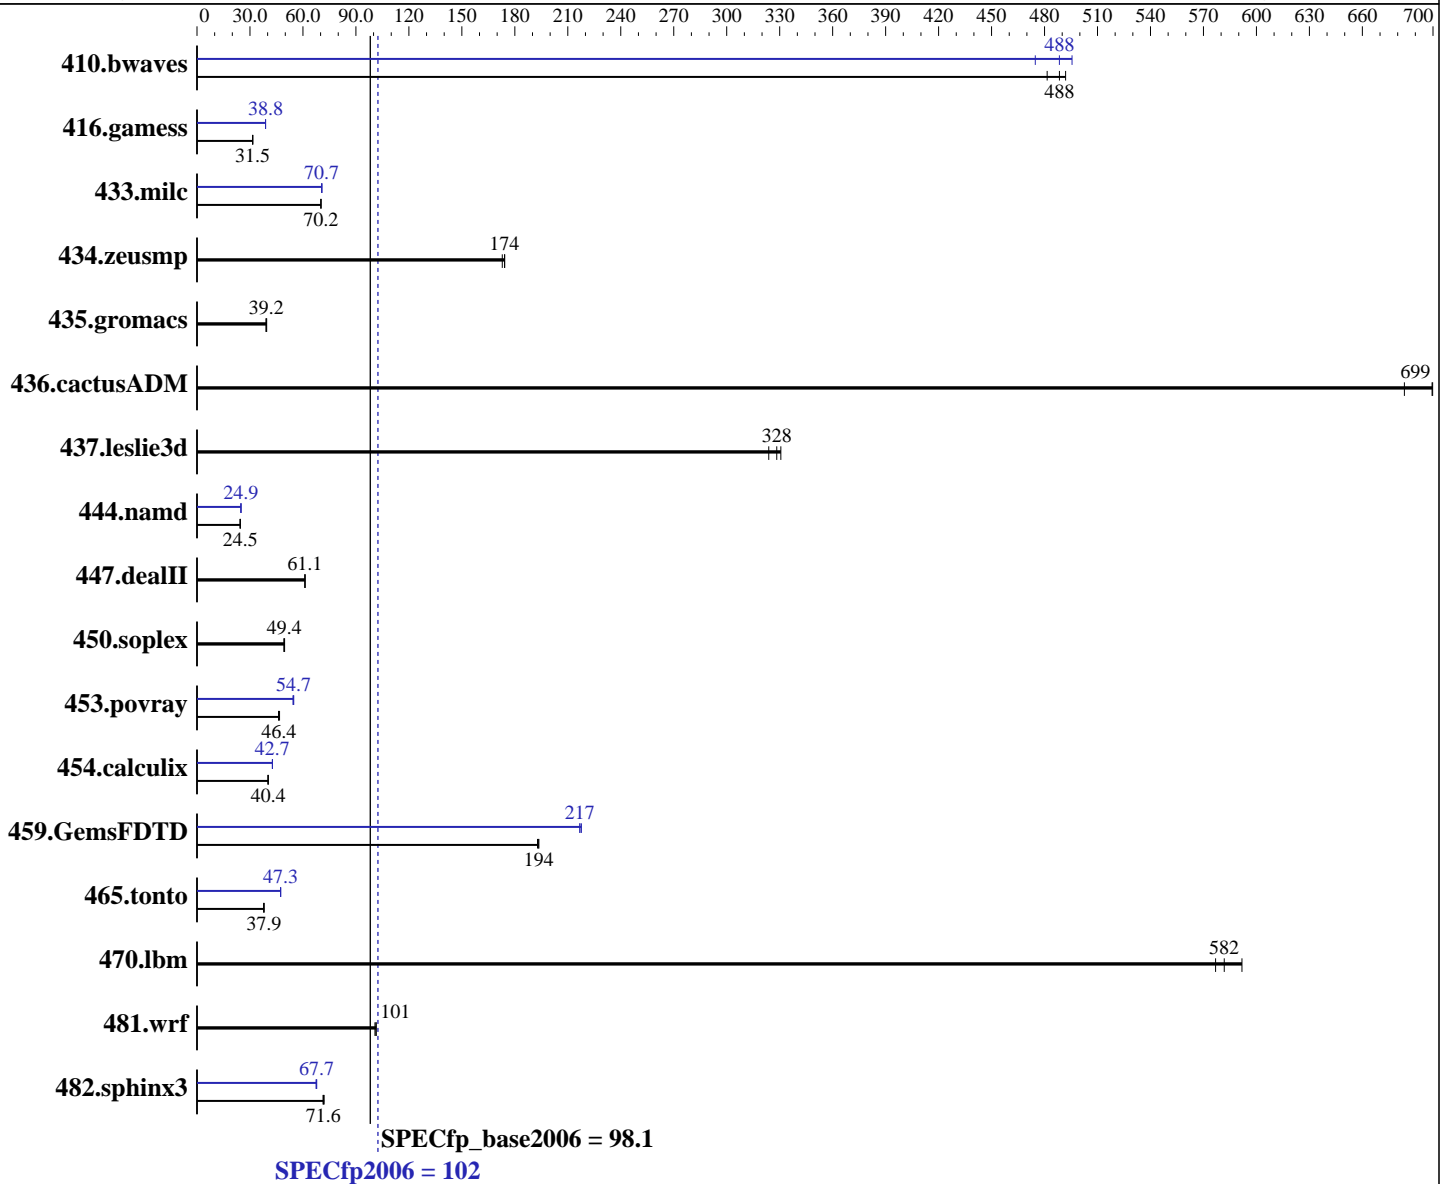 0 30.0 60.0 90.0 120 150 180 210 240 270 300 330 360 390 420 450 480 510 540 570 600 630 660 700
488
410.bwaves
488
38.8
416.gamess
31.5
70.7
433.milc
70.2
174
434.zeusmp
39.2
435.gromacs
699
436.cactusADM
328
437.leslie3d
24.9
444.namd
24.5
61.1
447.dealII
49.4
450.soplex
54.7
453.povray
46.4
42.7
454.calculix
40.4
217
459.GemsFDTD
194
47.3
465.tonto
37.9
582
470.lbm
101
481.wrf
67.7
482.sphinx3
71.6
SPECfp_base2006 = 98.1
SPECfp2006 = 102